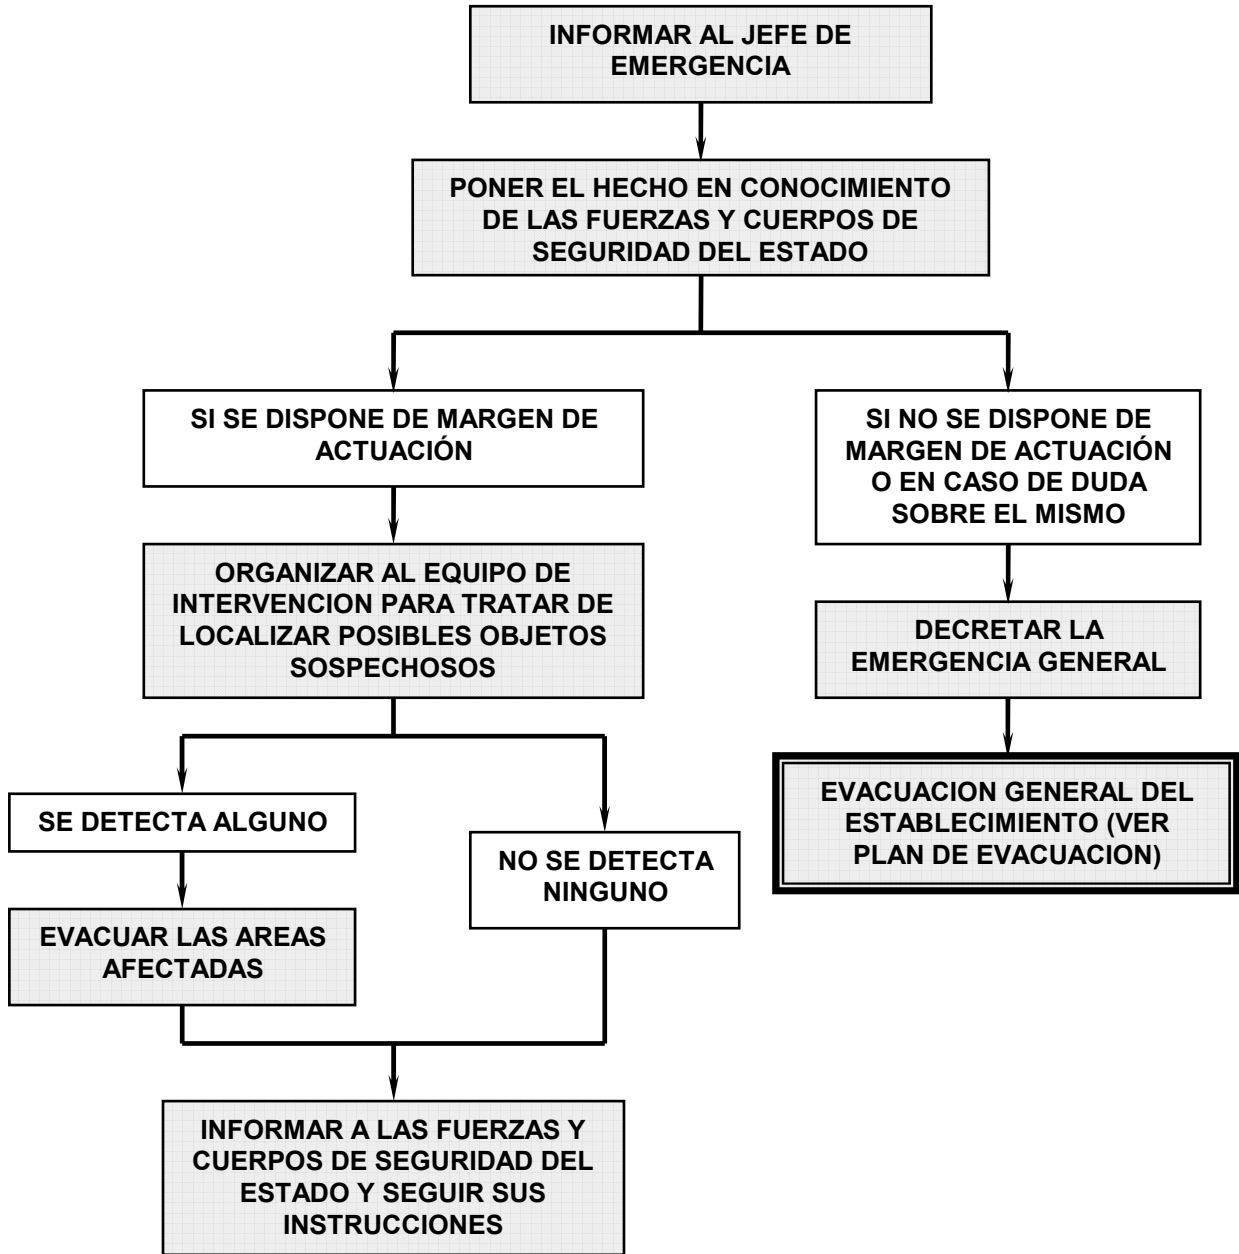 INFORMAR AL JEFE DE
EMERGENCIA
PONER EL HECHO EN CONOCIMIENTO
DE LAS FUERZAS Y CUERPOS DE
SEGURIDAD DEL ESTADO
SI SE DISPONE DE MARGEN DE
ACTUACIÓN
SI NO SE DISPONE DE
MARGEN DE ACTUACIÓN
O EN CASO DE DUDA
SOBRE EL MISMO
ORGANIZAR AL EQUIPO DE
INTERVENCION PARA TRATAR DE
LOCALIZAR POSIBLES OBJETOS
SOSPECHOSOS
DECRETAR LA
EMERGENCIA GENERAL
SE DETECTA ALGUNO
NO SE DETECTA
NINGUNO
EVACUACION GENERAL DEL
ESTABLECIMIENTO (VER
PLAN DE EVACUACION)
EVACUAR LAS AREAS
AFECTADAS
INFORMAR A LAS FUERZAS Y
CUERPOS DE SEGURIDAD DEL
ESTADO Y SEGUIR SUS
INSTRUCCIONES